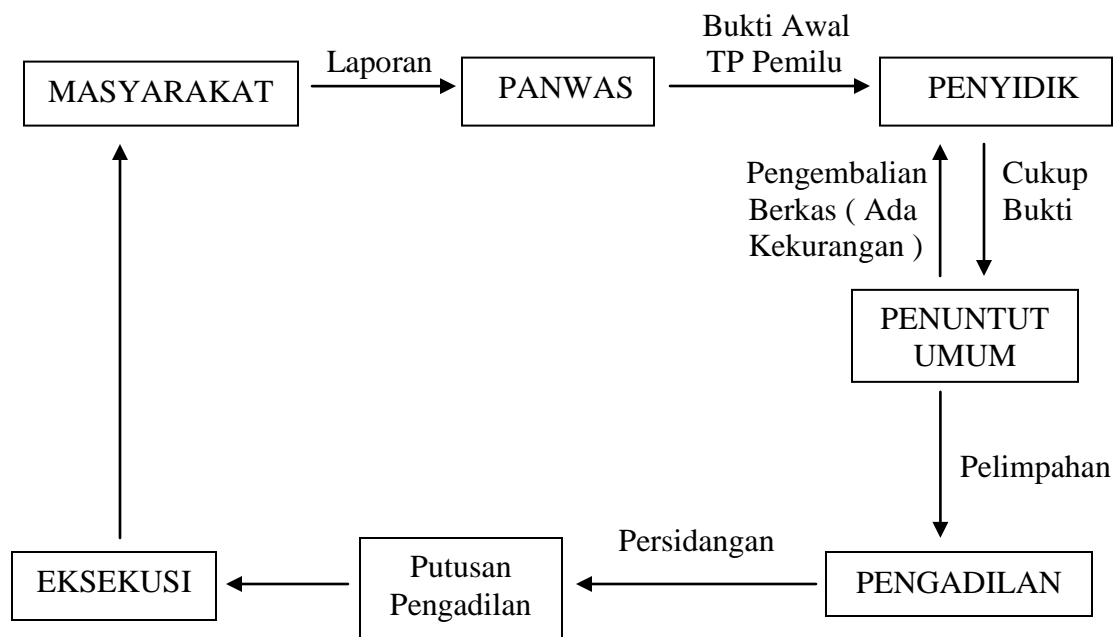 Bukti Awal
TP Pemilu
Laporan
MASYARAKAT
PANWAS
PENYIDIK
Pengembalian
Berkas ( Ada
Kekurangan )
Cukup
Bukti
PENUNTUT
UMUM
Pelimpahan
Persidangan
EKSEKUSI
Putusan
Pengadilan
PENGADILAN